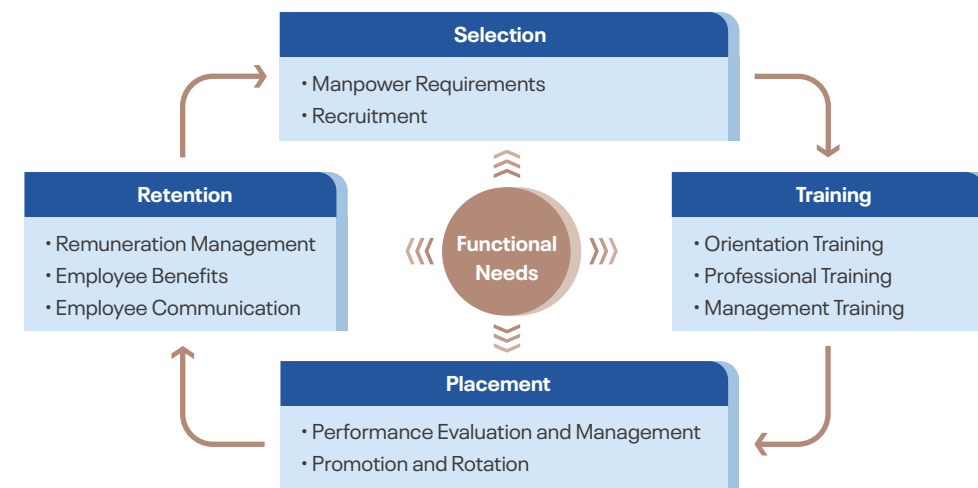 Selection
• Manpower Requirements
• Recruitment
Retention
• Remuneration Management
• Employee Benefits
• Employee Communication
Functional
Needs
Training
• Orientation Training
• Professional Training
• Management Training
Placement
• Performance Evaluation and Management
• Promotion and Rotation